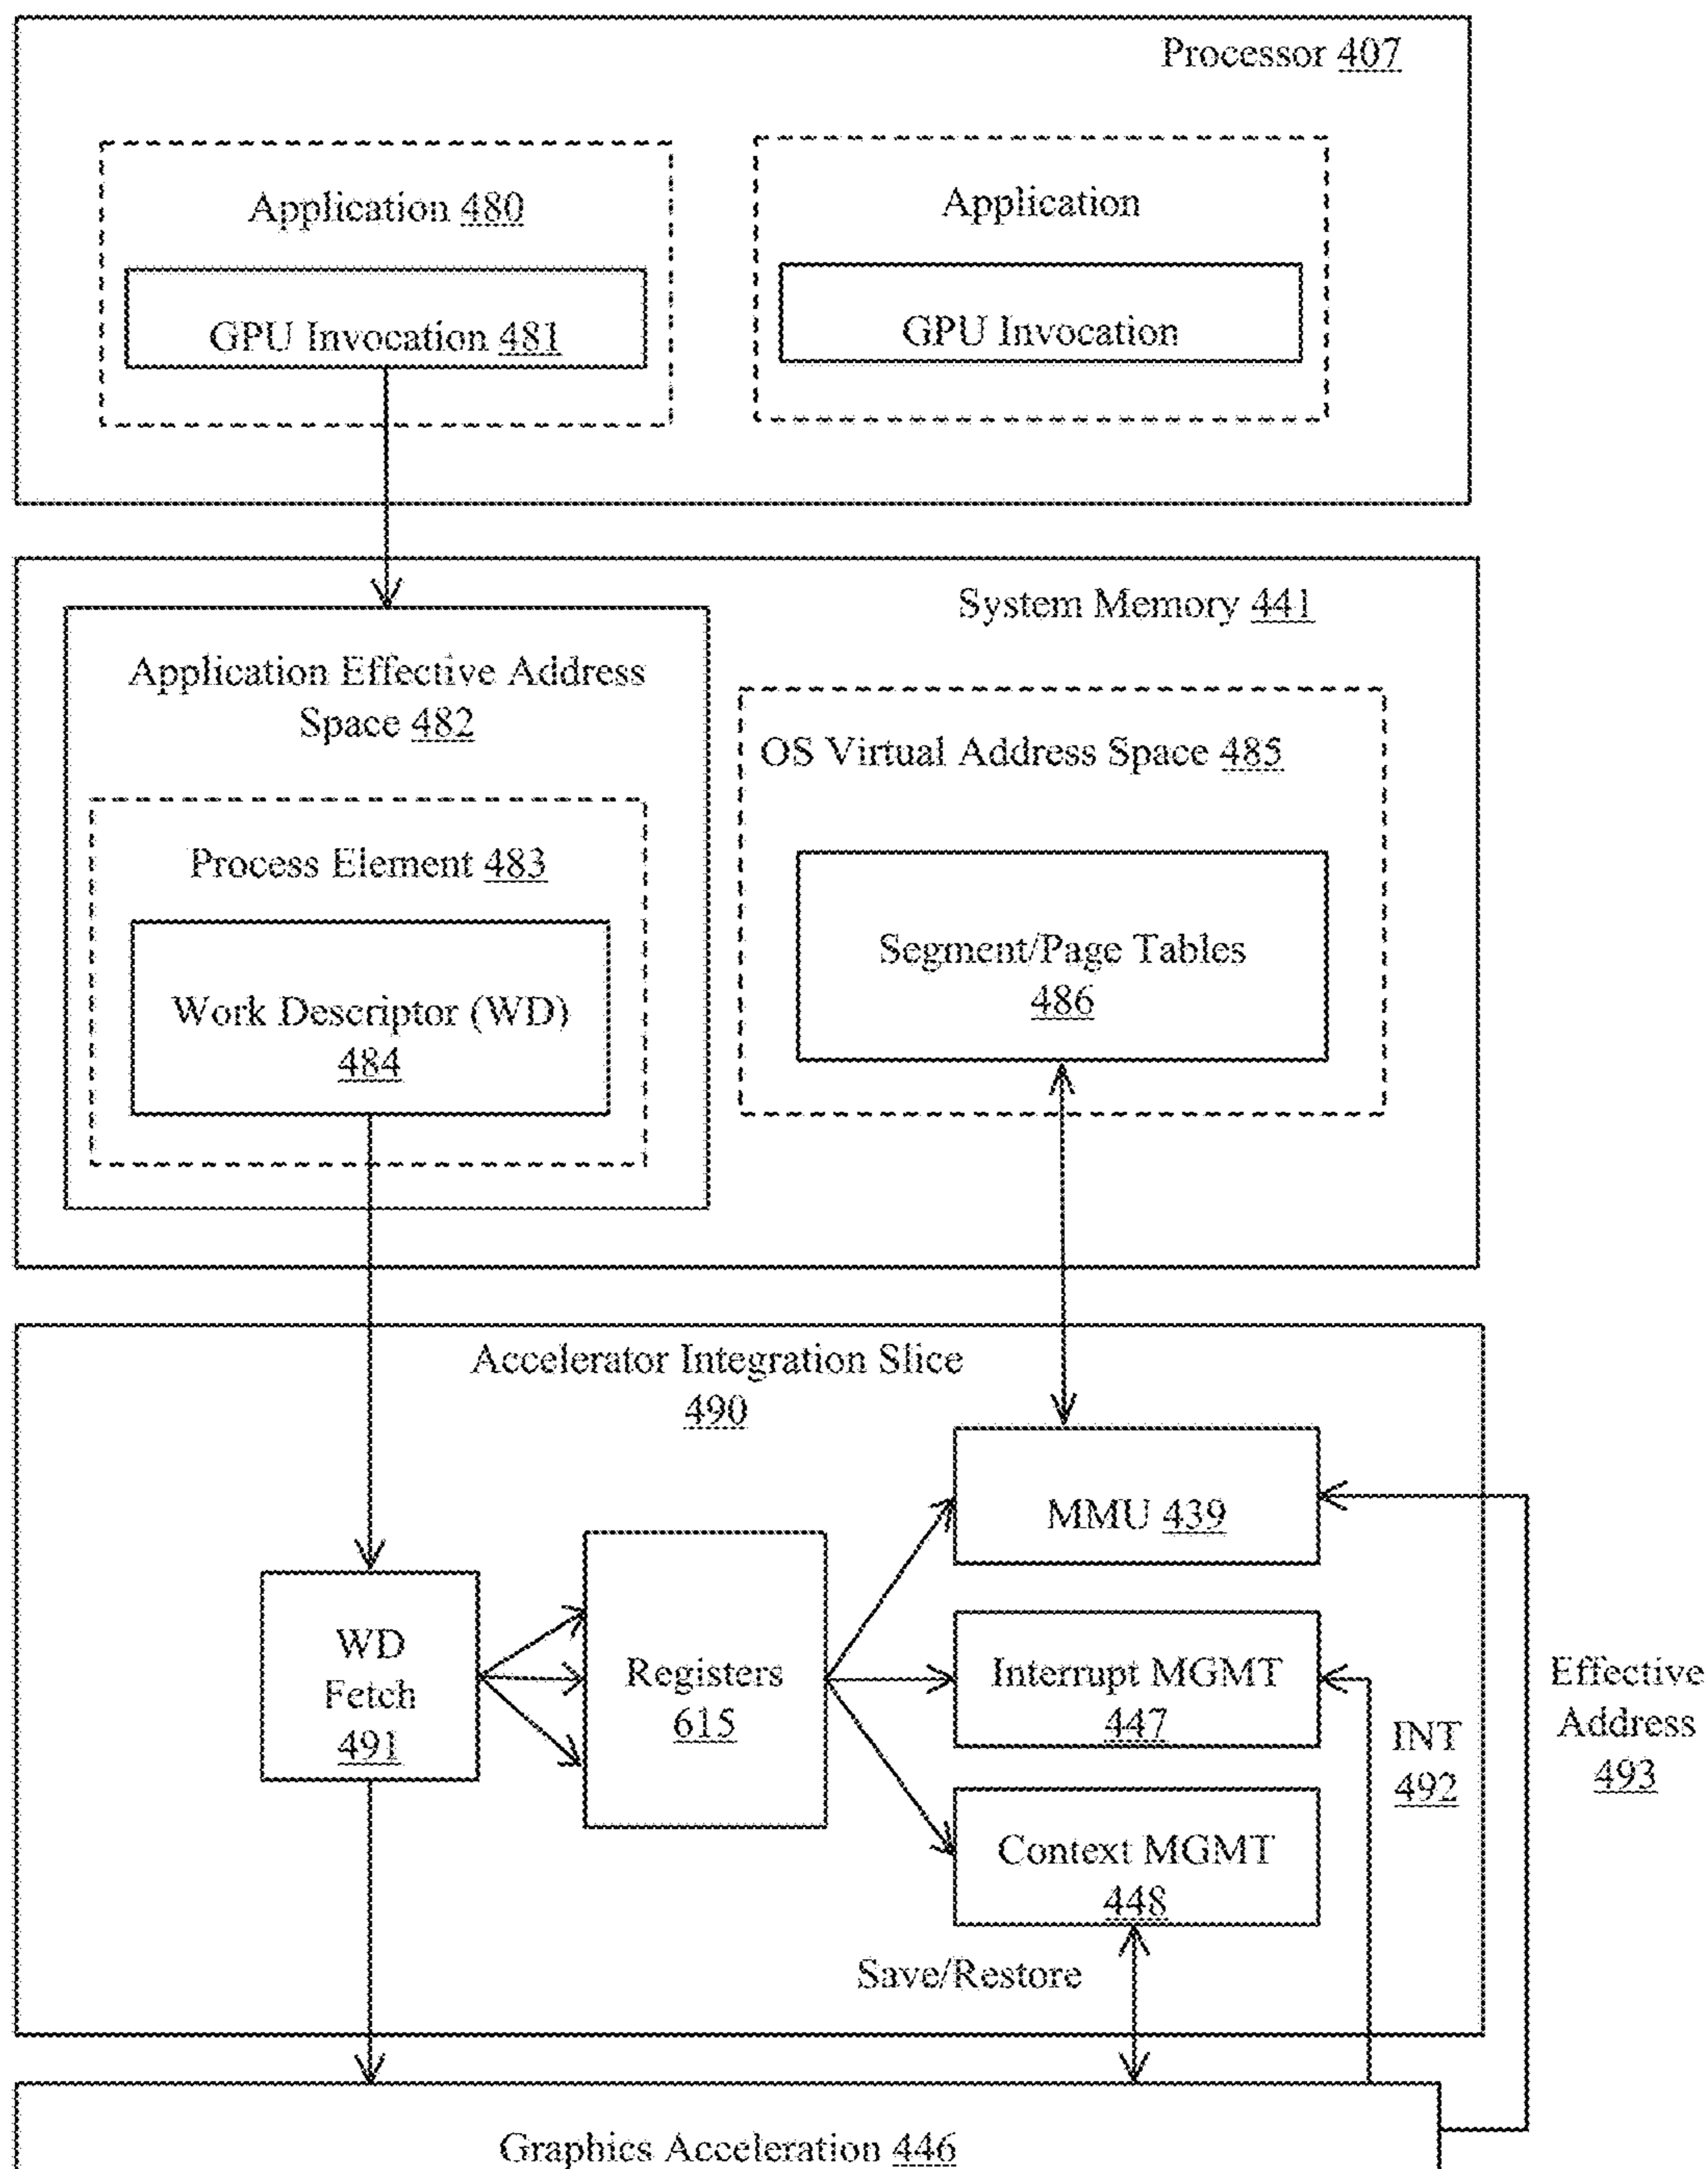 Processor 407
Application 480
Application
GPU Invocation 481
GPU Invocation
System Memory 441
Application Effective Address
Space 482
OS Virtual Address Space 485
Process Element 483
Segment/Page Tables
486
Work Descriptor (WD)
484
Accelerator Integration Slice
490
MMU 439
WD
Fetch
491
Registers
615
Interrupt MGMT
447
Effective
Address
493
INT
492
Context MGMT
448
Save/Restore
Graphics Acceleration 446